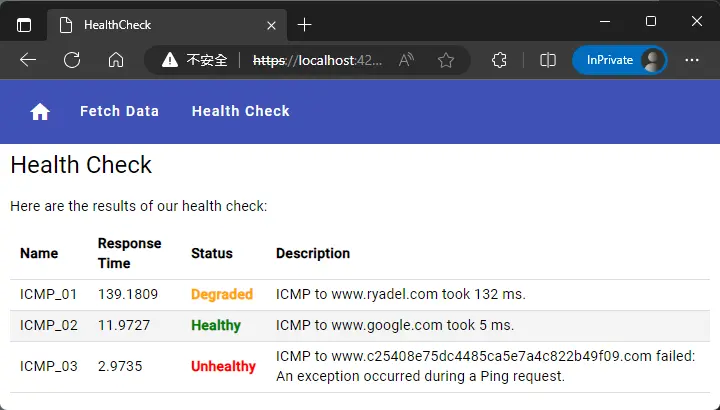 HealthCheck
不安全
https://localhost:42...
InPrivate
Fetch Data
Health Check
Health Check
Here are the results of our health check:
Name Response Time Status Description
ICMP_01 139.1809 Degraded ICMP to www.ryadel.com took 132 ms.
ICMP_02 11.9727 Healthy ICMP to www.google.com took 5 ms.
ICMP_03 2.9735 Unhealthy ICMP to www.c25408e75dc4485ca5e7a4c822b49f09.com failed:
An exception occurred during a Ping request.